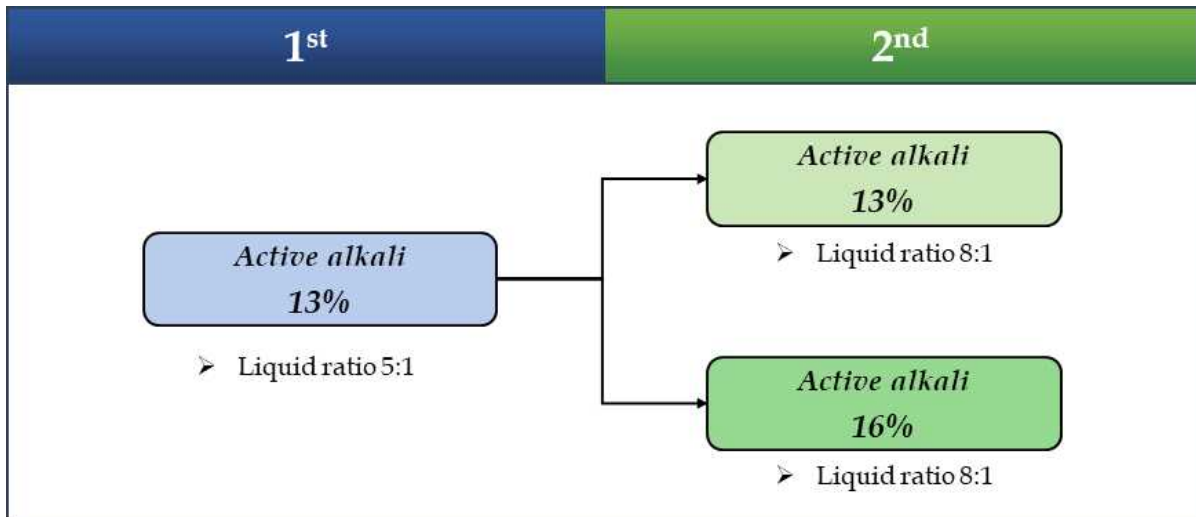 1st
2nd
Active alkali
13%
➤ Liquid ratio 5:1
Active alkali
13%
➤ Liquid ratio 8:1
Active alkali
16%
➤ Liquid ratio 8:1